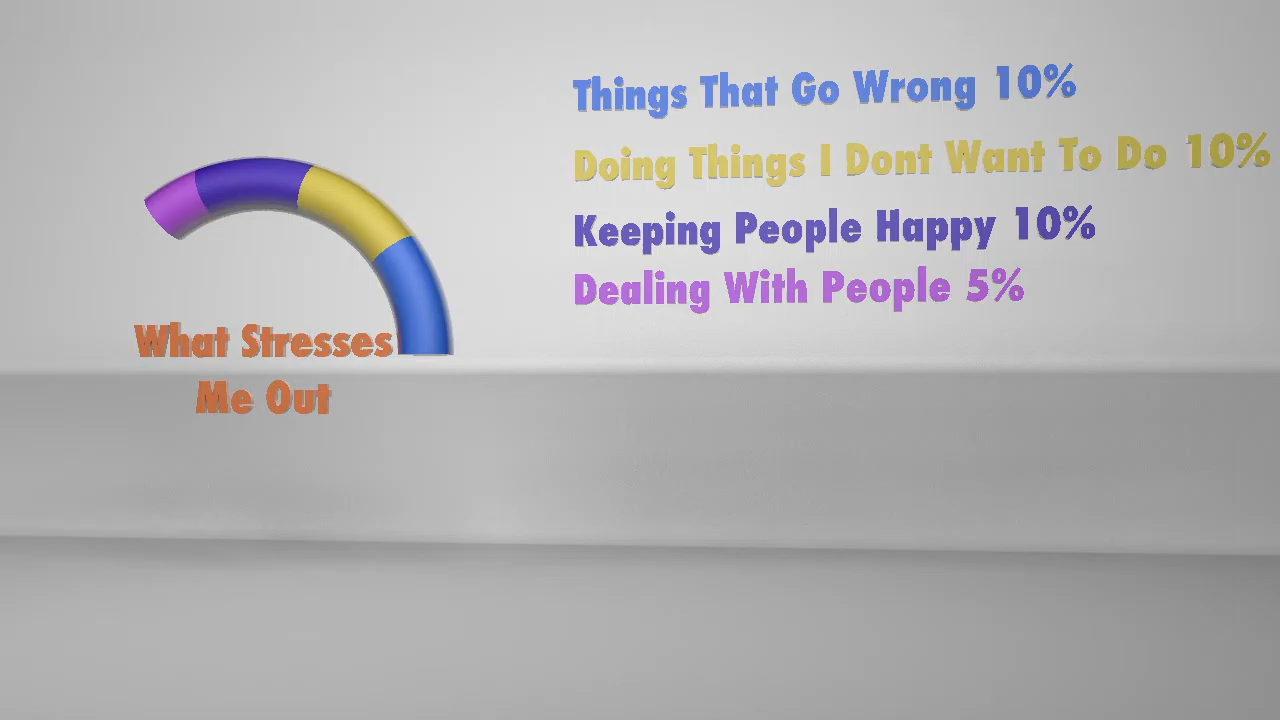 Things That Go Wrong 10%
Doing Things I Dont Want To Do 10%
Keeping People Happy 10%
Dealing With People 5%
What Stresses
Me Out